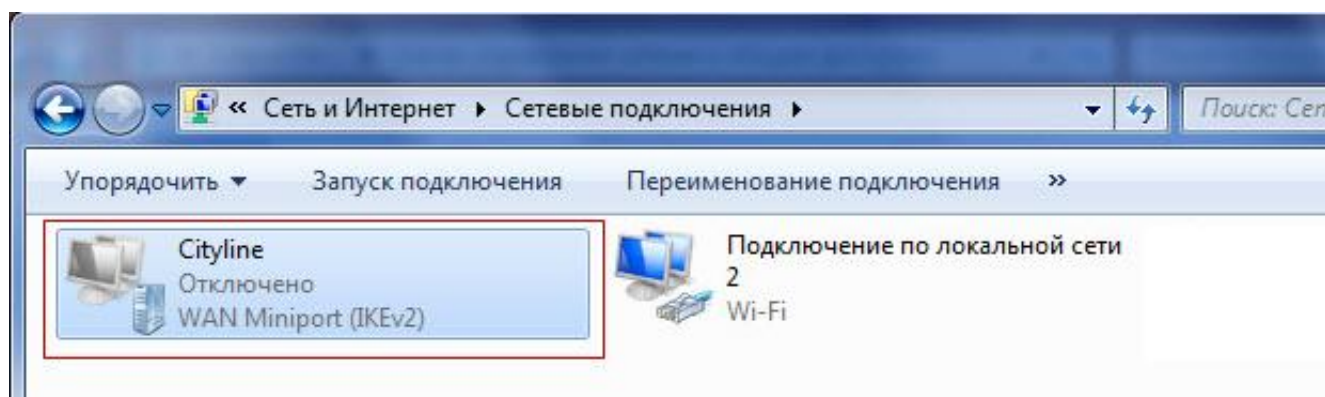 « Сеть и Интернет Сетевые подключения Поиск: Сет
Упорядочить Запуск подключения Переименование подключения »
Cityline
Отключено
WAN Miniport (IKEv2)
Подключение по локальной сети
2
Wi-Fi